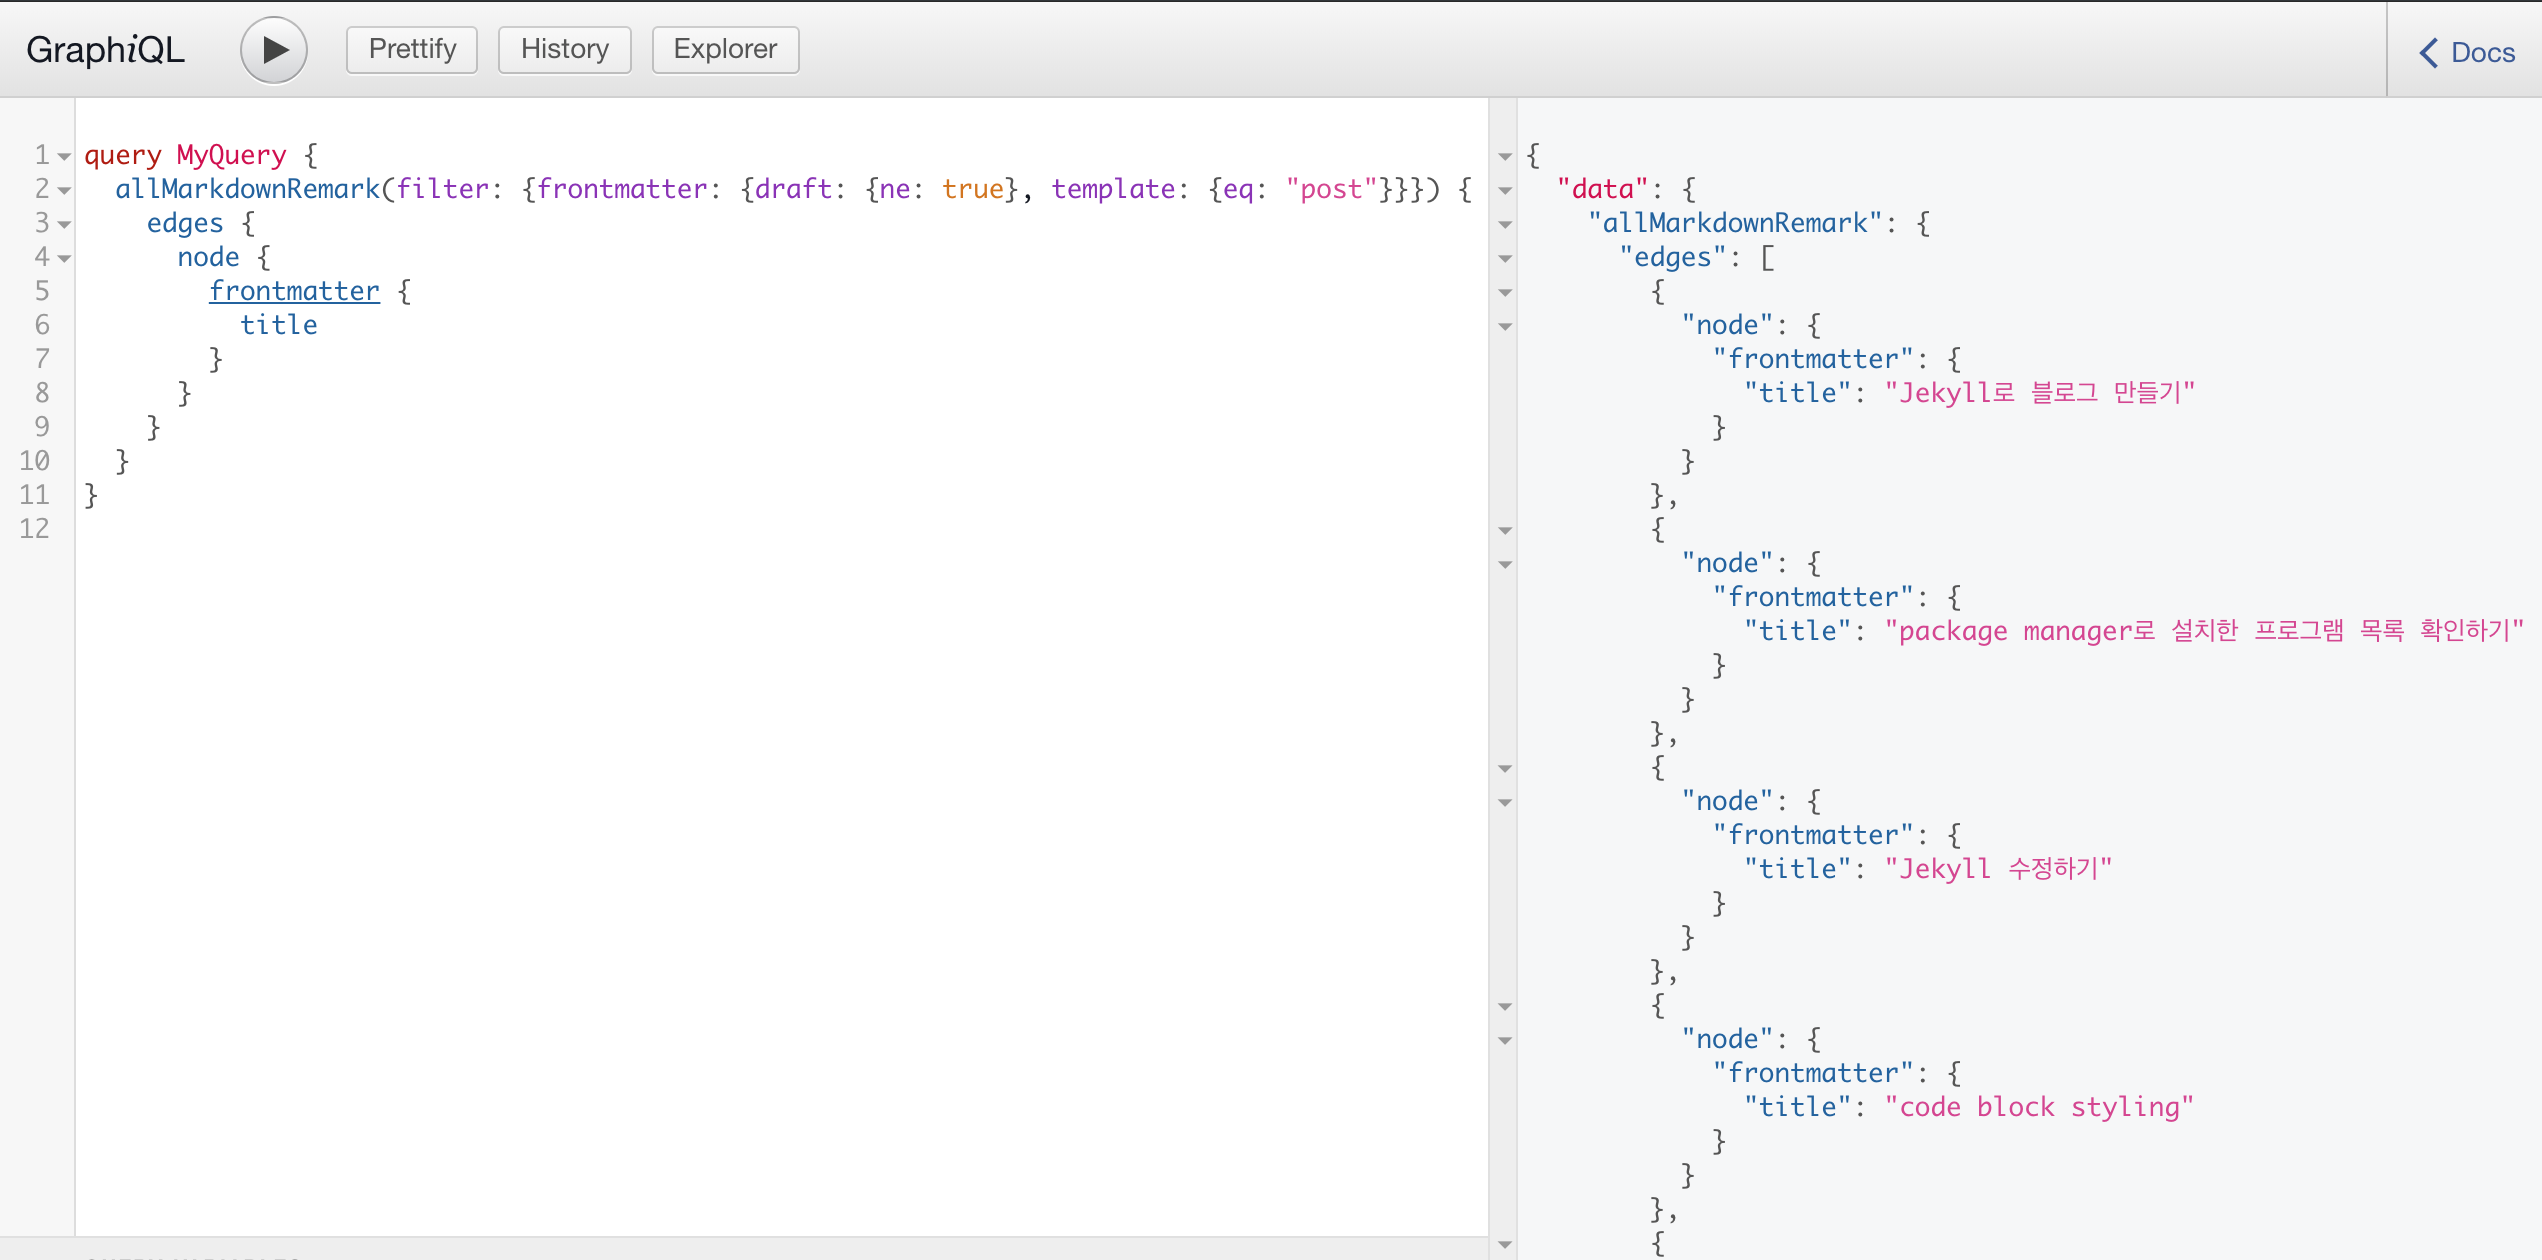 GraphiQL Prettify History Explorer Docs
1 query MyQuery {
2   allMarkdownRemark(filter: {frontmatter: {draft: {ne: true}, template: {eq: "post"}}}) {
3     edges {
4       node {
5         frontmatter {
6           title
7         }
8       }
9     }
10   }
11 }
12
{
  "data": {
    "allMarkdownRemark": {
      "edges": [
        {
          "node": {
            "frontmatter": {
              "title": "Jekyll로 블로그 만들기"
            }
          }
        },
        {
          "node": {
            "frontmatter": {
              "title": "package manager로 설치한 프로그램 목록 확인하기"
            }
          }
        },
        {
          "node": {
            "frontmatter": {
              "title": "Jekyll 수정하기"
            }
          }
        },
        {
          "node": {
            "frontmatter": {
              "title": "code block styling"
            }
          }
        },
        {